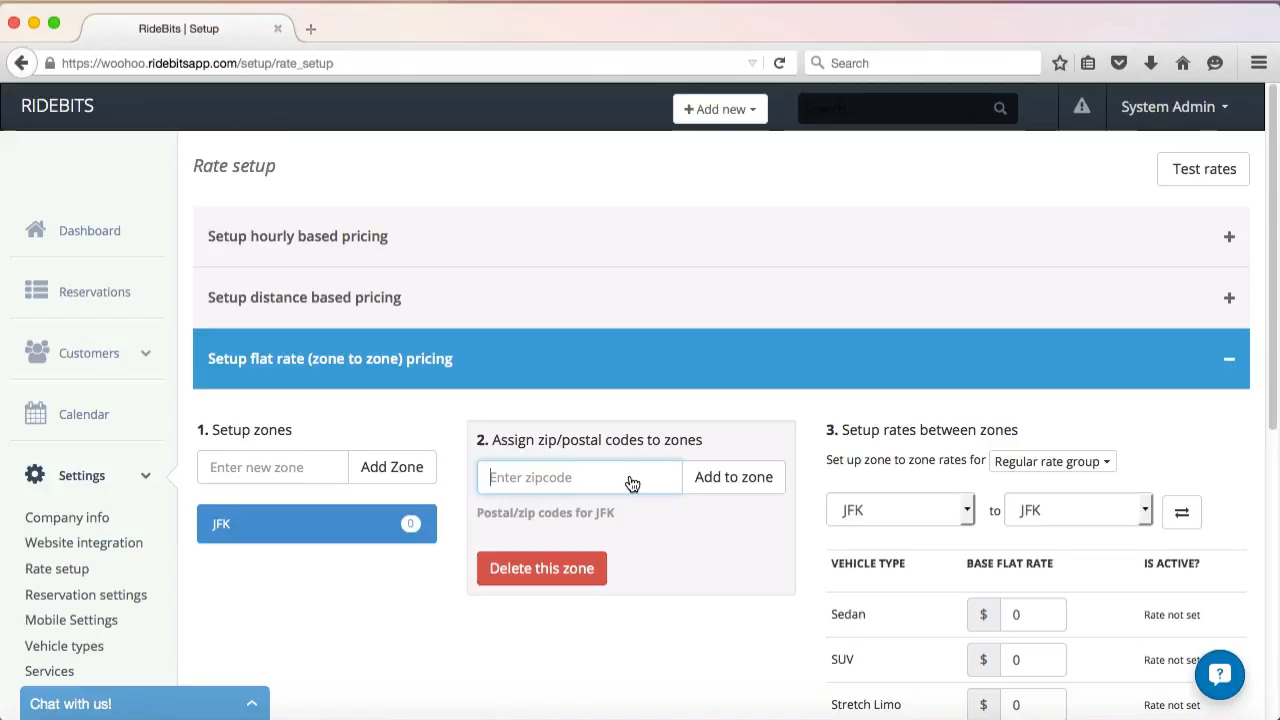 RideBits | Setup
https://woohoo.ridebitsapp.com/setup/rate_setup
Search
RIDEBITS
Add new
Search...
System Admin
Rate setup
Test rates
Dashboard
Reservations
Customers
Calendar
Settings
Company info
Website integration
Rate setup
Reservation settings
Mobile Settings
Vehicle types
Services
Chat with us!
Setup hourly based pricing
Setup distance based pricing
Setup flat rate (zone to zone) pricing
1. Setup zones
Enter new zone
Add Zone
JFK 0
2. Assign zip/postal codes to zones
Enter zipcode
Add to zone
Postal/zip codes for JFK
Delete this zone
3. Setup rates between zones
Set up zone to zone rates for Regular rate group
JFK to JFK
VEHICLE TYPE BASE FLAT RATE IS ACTIVE?
Sedan $ 0 Rate not set
SUV $ 0 Rate not set
Stretch Limo $ 0 Rate not set